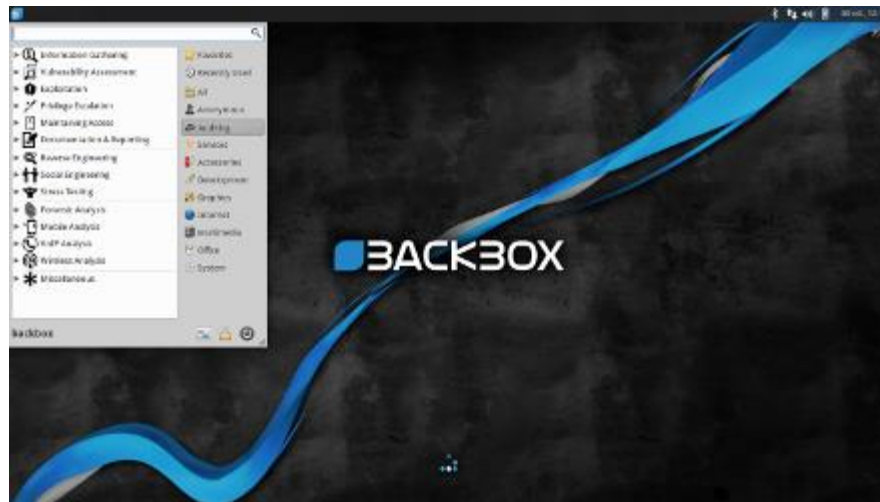 Information Gathering
Vulnerability Assessment
Exploitation
Privilege Escalation
Maintaining Access
Documentation & Reporting
Reverse Engineering
Social Engineering
Stress Testing
Forensic Analysis
Mobile Analysis
VoIP Analysis
Wireless Analysis
Miscellaneous
Favorites
Recently Used
All
Anonymous
Auditing
Services
Accessories
Development
Graphics
Internet
Multimedia
Office
System
backbox
BACKBOX